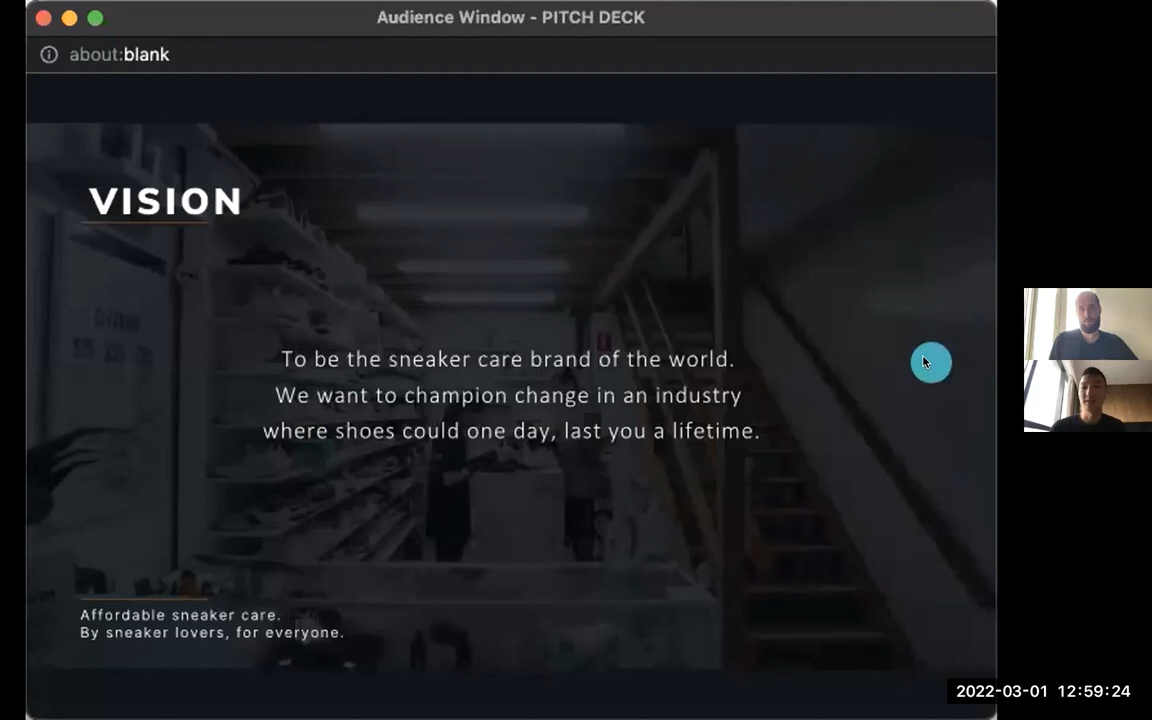 Audience Window - PITCH DECK
about:blank
VISION
To be the sneaker care brand of the world.
We want to champion change in an industry
where shoes could one day, last you a lifetime.
Affordable sneaker care.
By sneaker lovers, for everyone.
2022-03-01 12:59:24